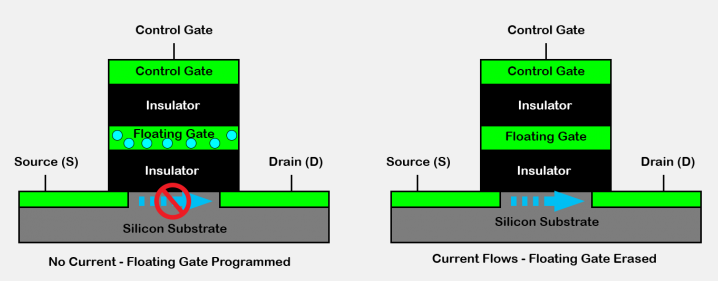 Control Gate
Control Gate
Insulator
Floating Gate
Insulator
Source (S)
Drain (D)
Silicon Substrate
No Current - Floating Gate Programmed
Control Gate
Control Gate
Insulator
Floating Gate
Insulator
Source (S)
Drain (D)
Silicon Substrate
Current Flows - Floating Gate Erased